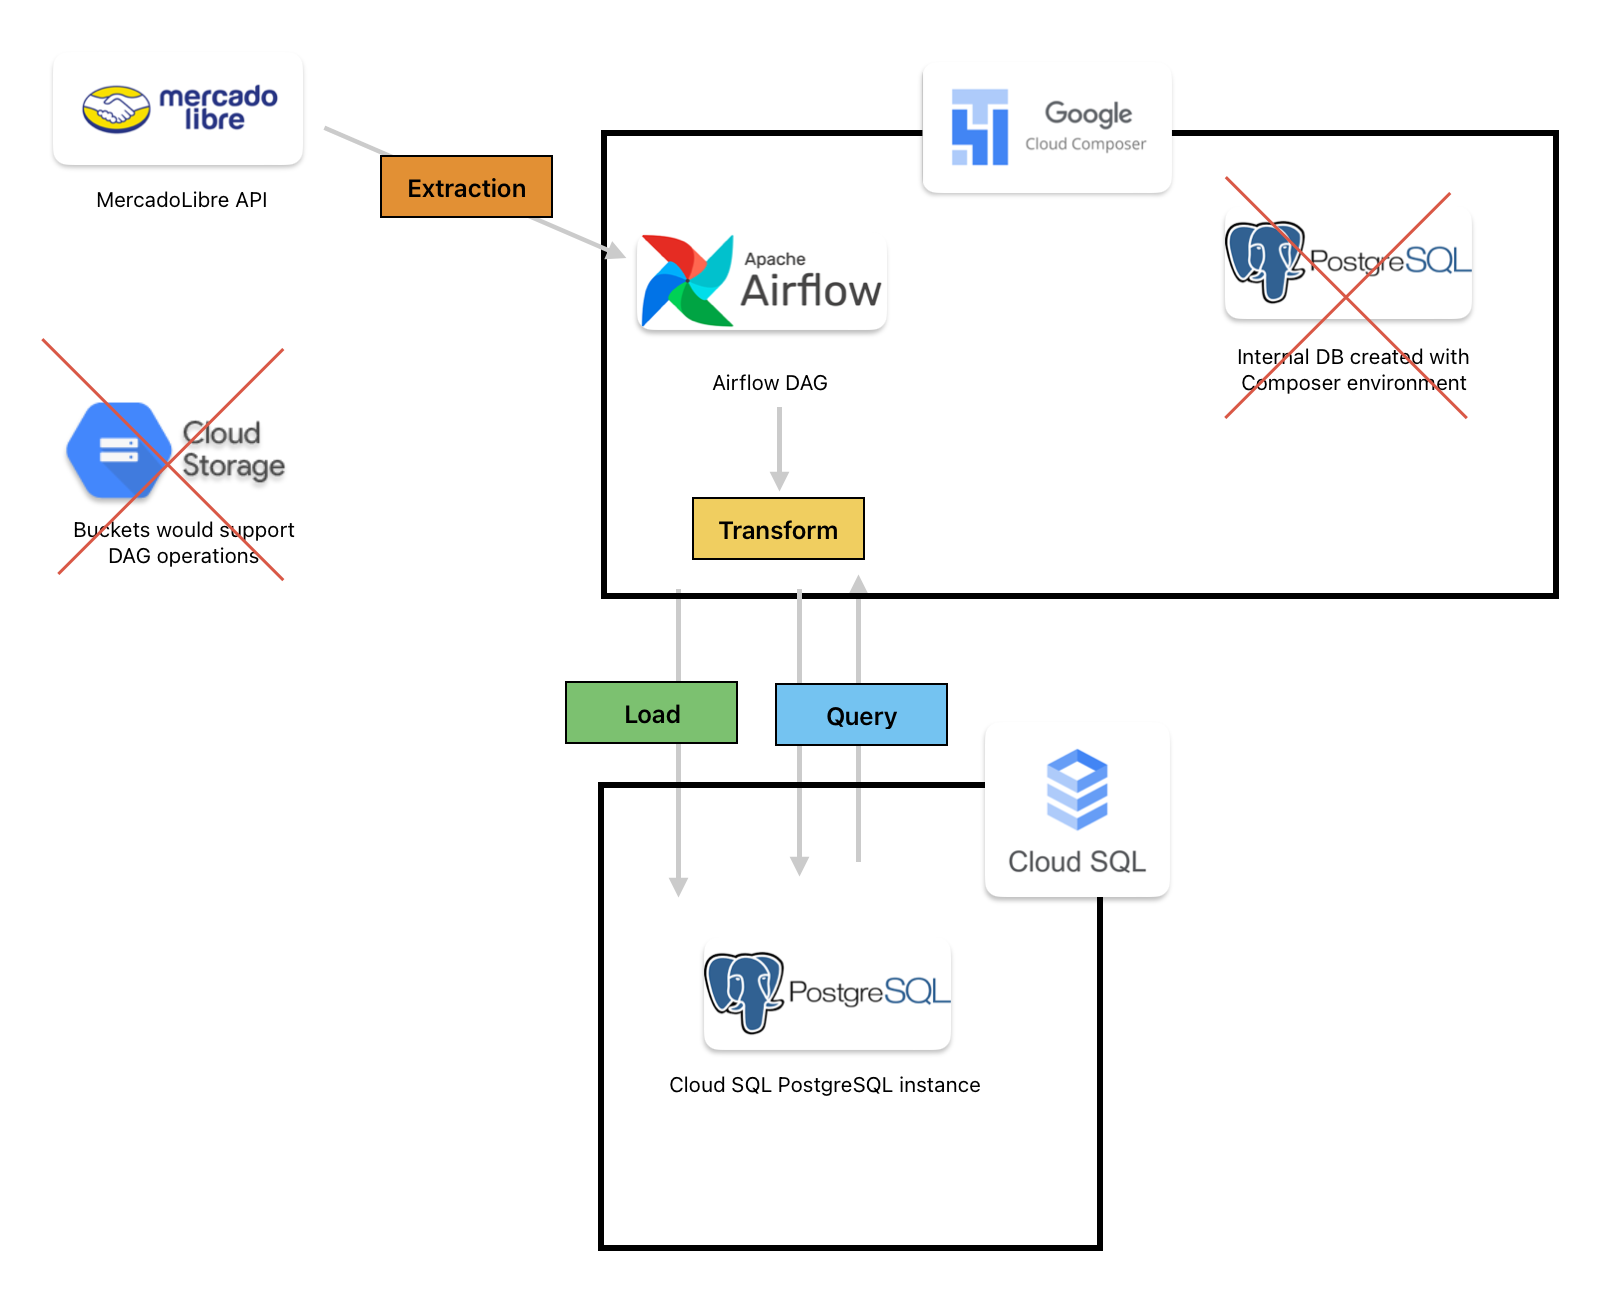 mercado
libre
MercadoLibre API
Extraction
Google
Cloud Composer
Apache
Airflow
Airflow DAG
PostgreSQL
Internal DB created with
Composer environment
Cloud
Storage
Buckets would support
DAG operations
Transform
Load
Query
Cloud SQL
PostgreSQL
Cloud SQL PostgreSQL instance